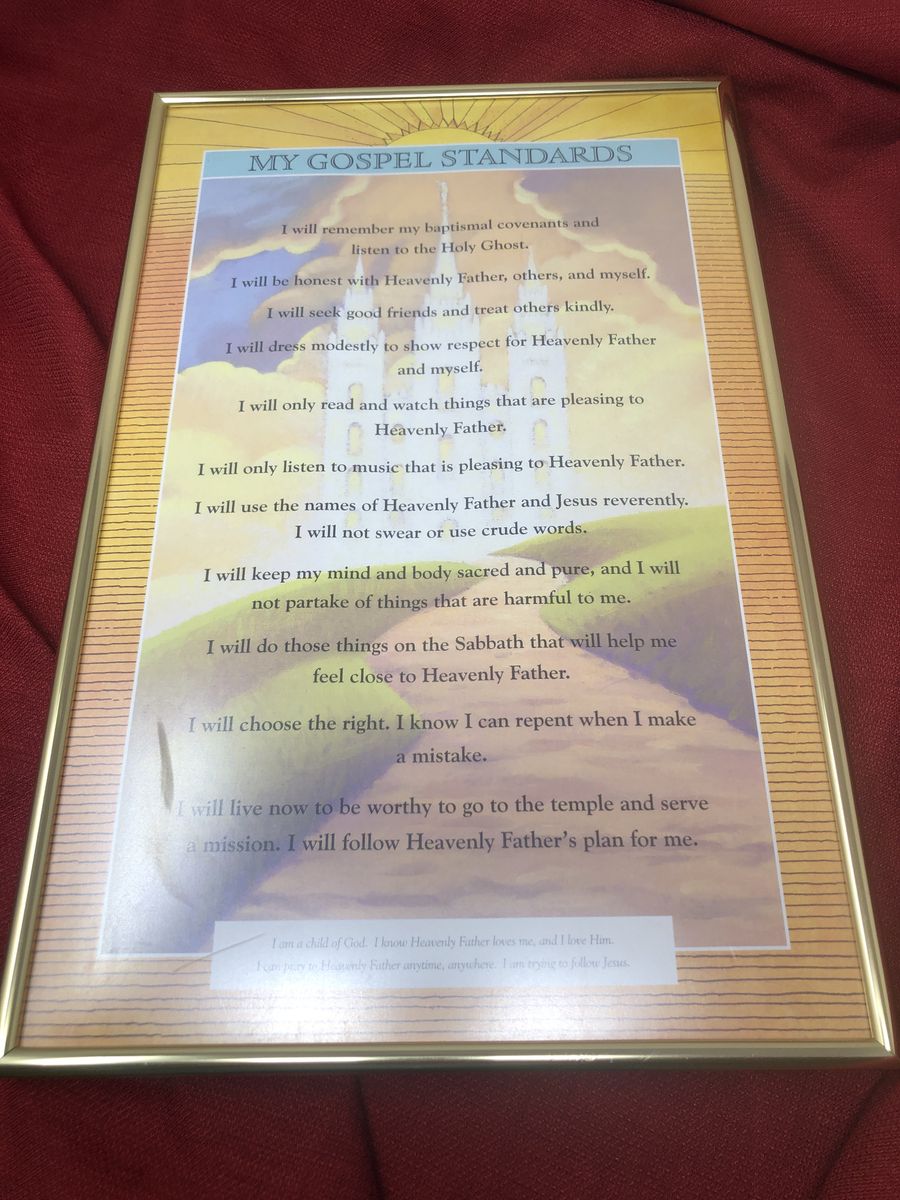 MY GOSPEL STANDARDS
I will remember my baptismal covenants and
listen to the Holy Ghost.
I will be honest with Heavenly Father, others, and myself.
I will seek good friends and treat others kindly.
I will dress modestly to show respect for Heavenly Father
and myself.
I will only read and watch things that are pleasing to
Heavenly Father.
I will only listen to music that is pleasing to Heavenly Father.
I will use the names of Heavenly Father and Jesus reverently.
I will not swear or use crude words.
I will keep my mind and body sacred and pure, and I will
not partake of things that are harmful to me.
I will do those things on the Sabbath that will help me
feel close to Heavenly Father.
I will choose the right. I know I can repent when I make
a mistake.
I will live now to be worthy to go to the temple and serve
a mission. I will follow Heavenly Father's plan for me.
I am a child of God. I know Heavenly Father loves me, and I love Him.
I can pray to Heavenly Father anytime, anywhere. I am trying to follow Jesus.